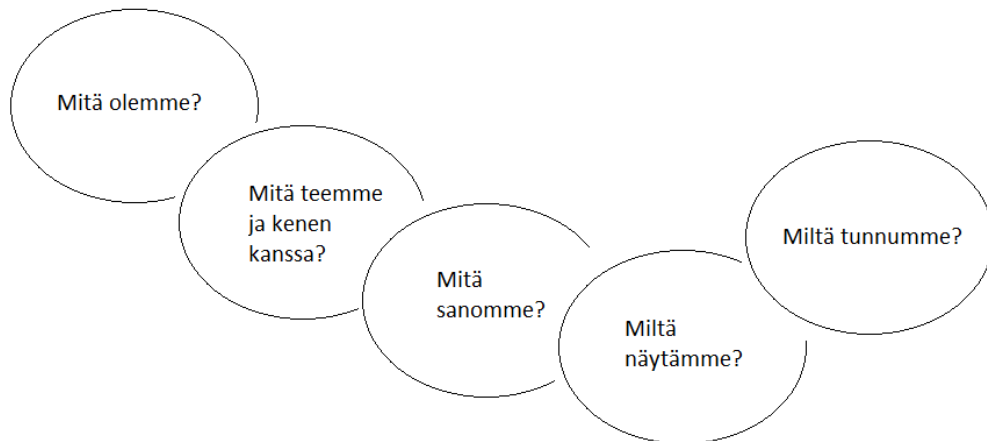 Mitä olemme?
Mitä teemme
ja kenen
kanssa?
Mitä
sanomme?
Miltä
näytämme?
Miltä tunnumme?